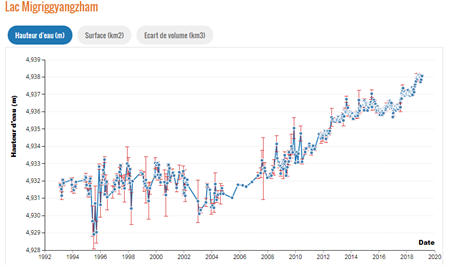 Lac Migriggyangzham
Hauteur d'eau (m)
Surface (km2)
Ecart de volume (km3)
4,939
4,938
4,937
4,936
4,935
4,934
4,933
4,932
4,931
4,930
4,929
4,928
Hauteur d'eau (m)
Date
1992 1994 1996 1998 2000 2002 2004 2006 2008 2010 2012 2014 2016 2018 2020